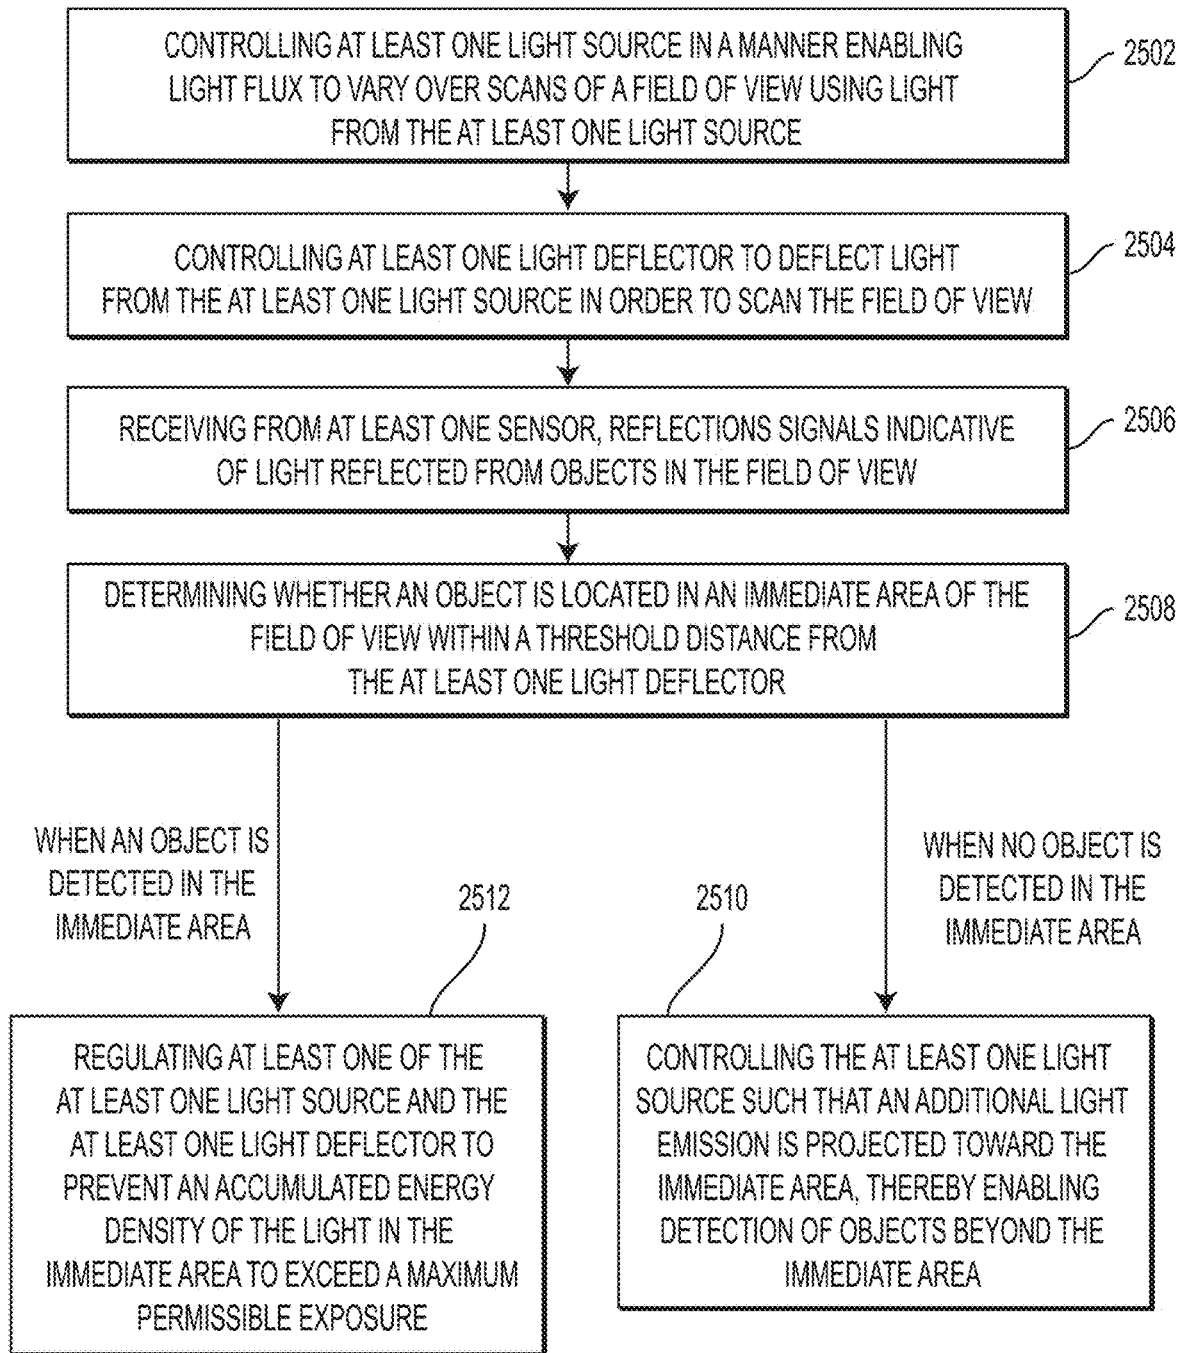 CONTROLLING AT LEAST ONE LIGHT SOURCE IN A MANNER ENABLING
LIGHT FLUX TO VARY OVER SCANS OF A FIELD OF VIEW USING LIGHT
FROM THE AT LEAST ONE LIGHT SOURCE
2502
CONTROLLING AT LEAST ONE LIGHT DEFLECTOR TO DEFLECT LIGHT
FROM THE AT LEAST ONE LIGHT SOURCE IN ORDER TO SCAN THE FIELD OF VIEW
2504
RECEIVING FROM AT LEAST ONE SENSOR, REFLECTIONS SIGNALS INDICATIVE
OF LIGHT REFLECTED FROM OBJECTS IN THE FIELD OF VIEW
2506
DETERMINING WHETHER AN OBJECT IS LOCATED IN AN IMMEDIATE AREA OF THE
FIELD OF VIEW WITHIN A THRESHOLD DISTANCE FROM
THE AT LEAST ONE LIGHT DEFLECTOR
2508
WHEN AN OBJECT IS
DETECTED IN THE
IMMEDIATE AREA
WHEN NO OBJECT IS
DETECTED IN THE
IMMEDIATE AREA
2512
REGULATING AT LEAST ONE OF THE
AT LEAST ONE LIGHT SOURCE AND THE
AT LEAST ONE LIGHT DEFLECTOR TO
PREVENT AN ACCUMULATED ENERGY
DENSITY OF THE LIGHT IN THE
IMMEDIATE AREA TO EXCEED A MAXIMUM
PERMISSIBLE EXPOSURE
2510
CONTROLLING THE AT LEAST ONE LIGHT
SOURCE SUCH THAT AN ADDITIONAL LIGHT
EMISSION IS PROJECTED TOWARD THE
IMMEDIATE AREA, THEREBY ENABLING
DETECTION OF OBJECTS BEYOND THE
IMMEDIATE AREA